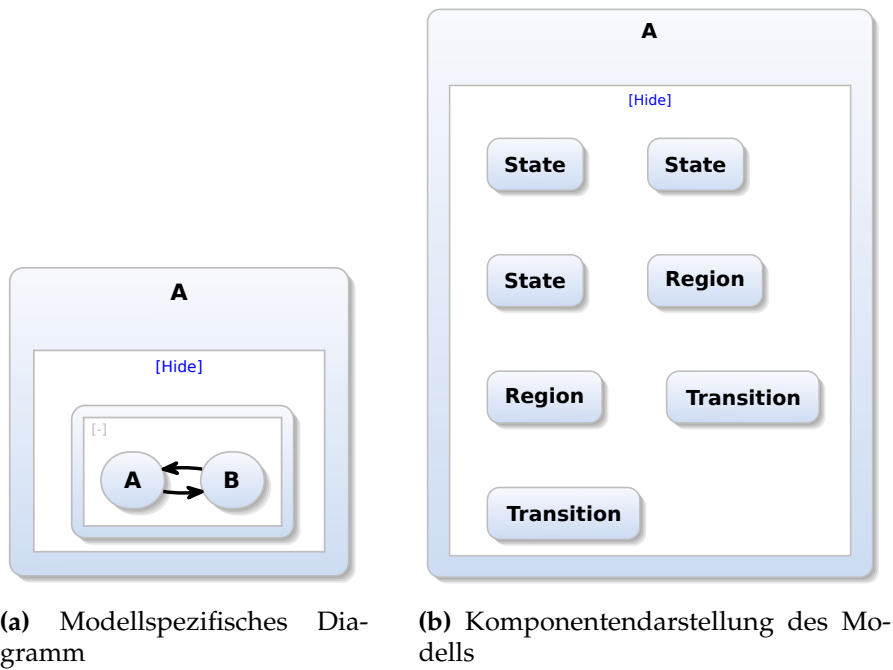 A
[Hide]
[-]
A B
(a) Modellspezifisches Dia-
gramm
A
[Hide]
State State
State Region
Region Transition
Transition
(b) Komponentendarstellung des Mo-
dells